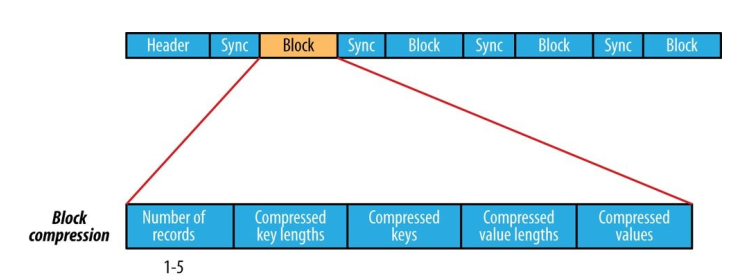 Header Sync Block Sync Block Sync Block Sync Block
Block compression
Number of records
Compressed key lengths
Compressed keys
Compressed value lengths
Compressed values
1-5